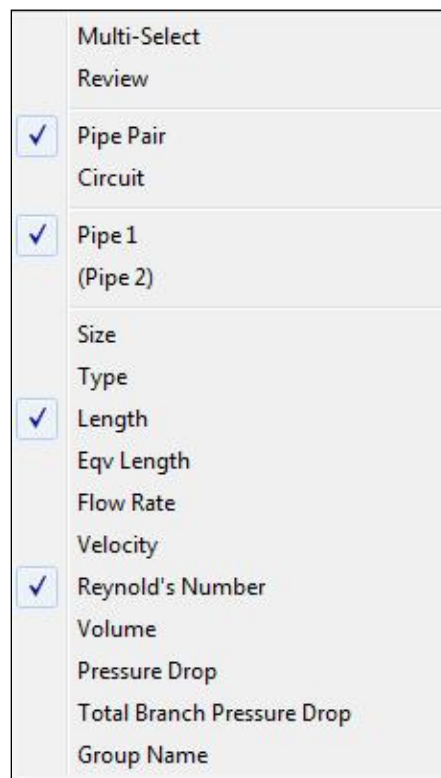 Multi-Select
Review
Pipe Pair
Circuit
Pipe 1
(Pipe 2)
Size
Type
Length
Eqv Length
Flow Rate
Velocity
Reynold's Number
Volume
Pressure Drop
Total Branch Pressure Drop
Group Name